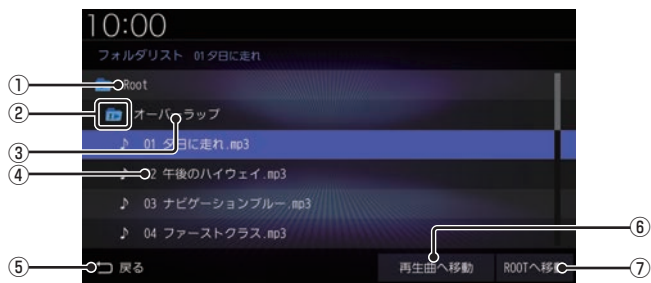 10:00
フォルダリスト 01 夕日に走れ
① Root
② オーバーラップ
③ 01 夕日に走れ.mp3
④ 02 午後のハイウェイ.mp3
03 ナビゲーションブルー.mp3
04 ファーストクラス.mp3
⑤ 戻る 再生曲へ移動 ⑥ ROOTへ移動 ⑦